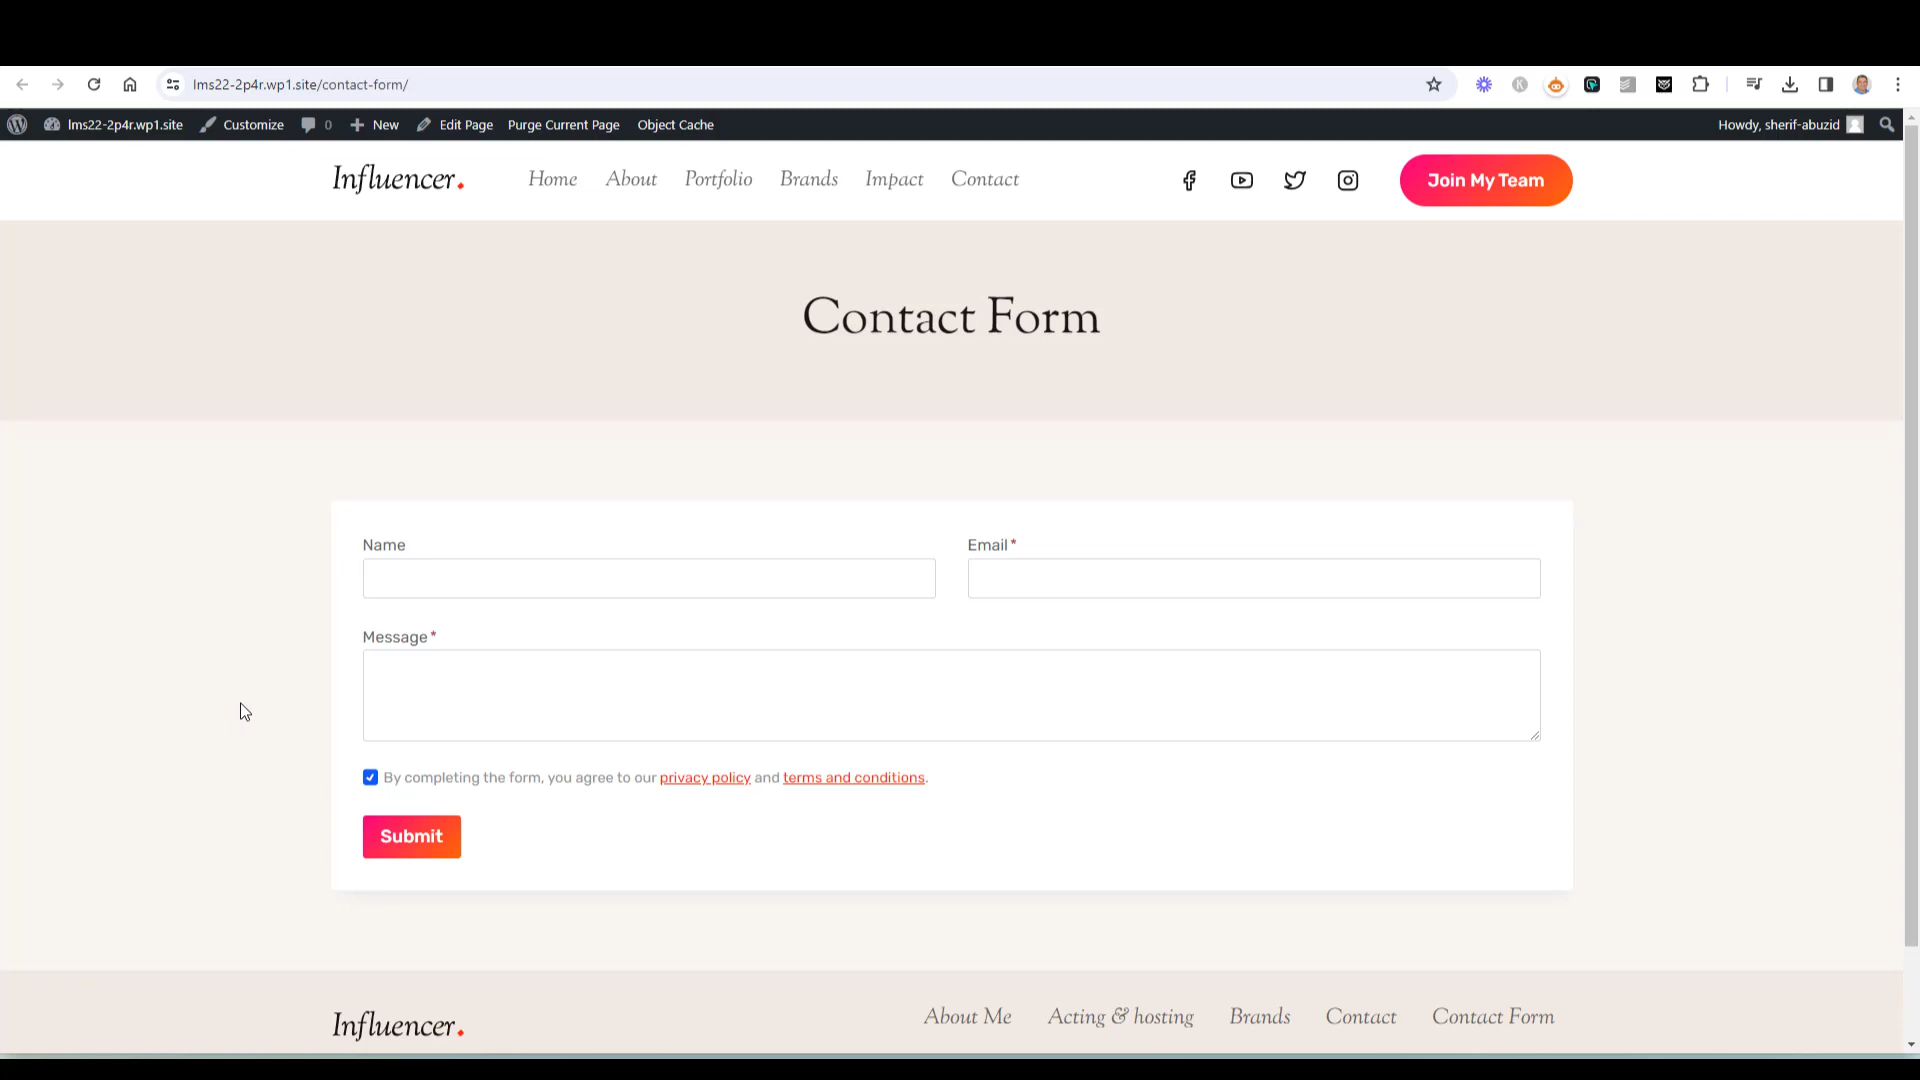 lms22-2p4r.wp1.site/contact-form/
lms22-2p4r.wp1.site Customize 0 New Edit Page Purge Current Page Object Cache Howdy, sherif-abuzid
Influencer. Home About Portfolio Brands Impact Contact Join My Team
Contact Form
Name Email *
Message *
By completing the form, you agree to our privacy policy and terms and conditions.
Submit
Influencer. About Me Acting & hosting Brands Contact Contact Form